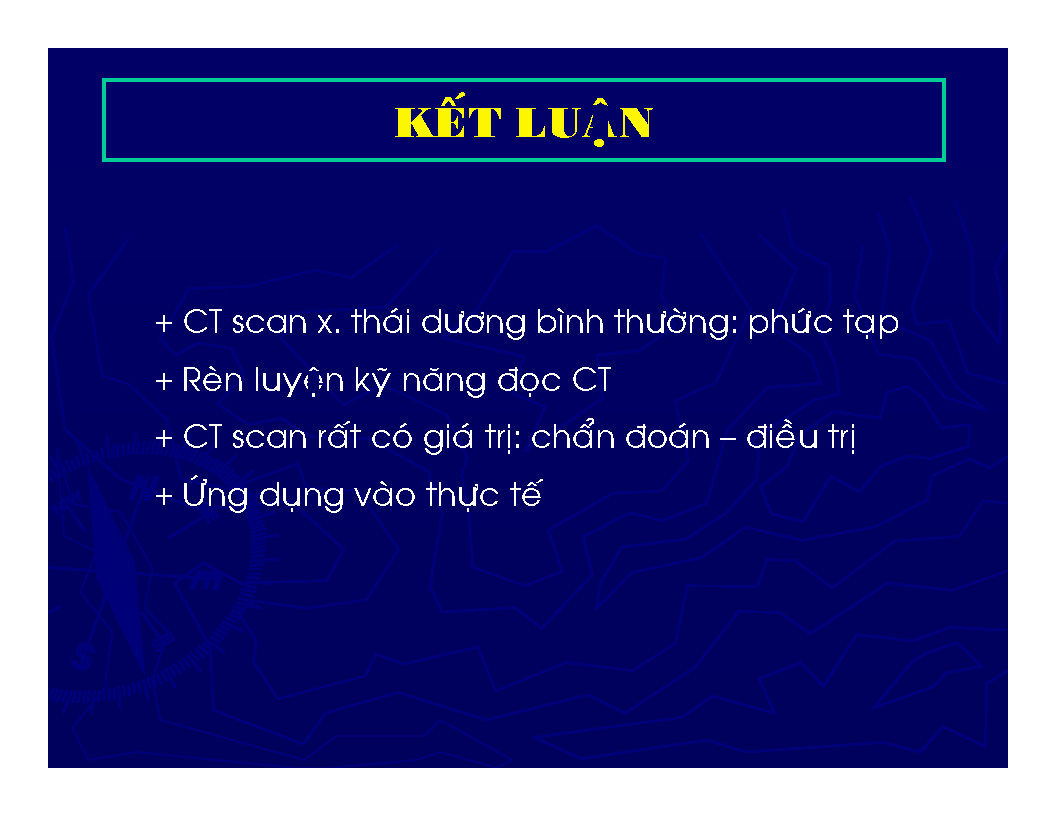 KẾT LUẬN
+ CT scan x. thái dương bình thường: phức tạp
+ Rèn luyện kỹ năng đọc CT
+ CT scan rất có giá trị: chẩn đoán – điều trị
+ Ứng dụng vào thực tế
S